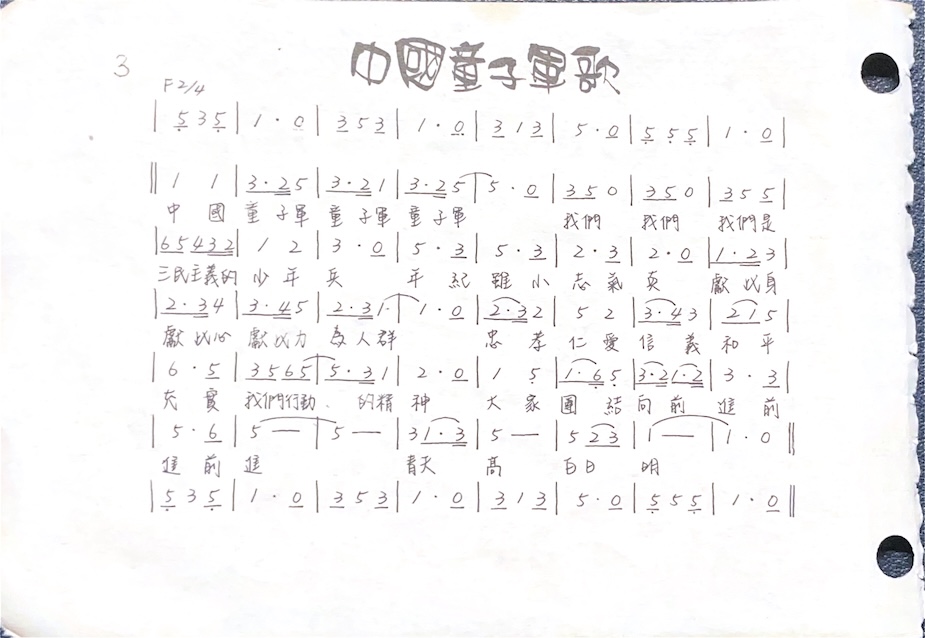 中國童子軍歌
3
F 2/4
| 5 3 5 | 1 · 0 | 3 5 3 | 1 · 0 | 3 1 3 | 5 · 0 | 5 5 5 | 1 · 0 |
‖ 1 1 | 3 · 2 5 | 3 · 2 1 | 3 · 2 5 | 5 · 0 | 3 5 0 | 3 5 0 | 3 5 5 |
中 國 童 子軍 童 子軍 童 子軍 我們 我們 我們是
| 6 5 4 3 2 | 1 2 | 3 · 0 | 5 · 3 | 5 · 3 | 2 · 3 | 2 · 0 | 1 · 2 3 |
三民主義的 少 年 兵 年 紀 雖 小 志 氣 英 獻 此 身
| 2 · 3 4 | 3 · 4 5 | 2 · 3 1 · | 1 · 0 | 2 · 3 2 | 5 2 | 3 · 4 3 | 2 1 5 |
獻 此 心 獻 此 力 為 人 群 忠 孝 仁 愛 信 義 和 平
| 6 · 5 | 3 5 6 5 | 5 · 3 1 | 2 · 0 | 1 5 | 1 · 6 5 | 3 · 2 1 · 2 | 3 · 3 |
充 實 我們行動、 的 精 神 大 家 團 結 向 前 進 前
| 5 · 6 | 5 — | 5 — | 3 1 · 3 | 5 — | 5 2 3 | 1 — | 1 · 0 ‖
進 前 進 青天 高 白日 明
| 5 3 5 | 1 · 0 | 3 5 3 | 1 · 0 | 3 1 3 | 5 · 0 | 5 5 5 | 1 · 0 ‖